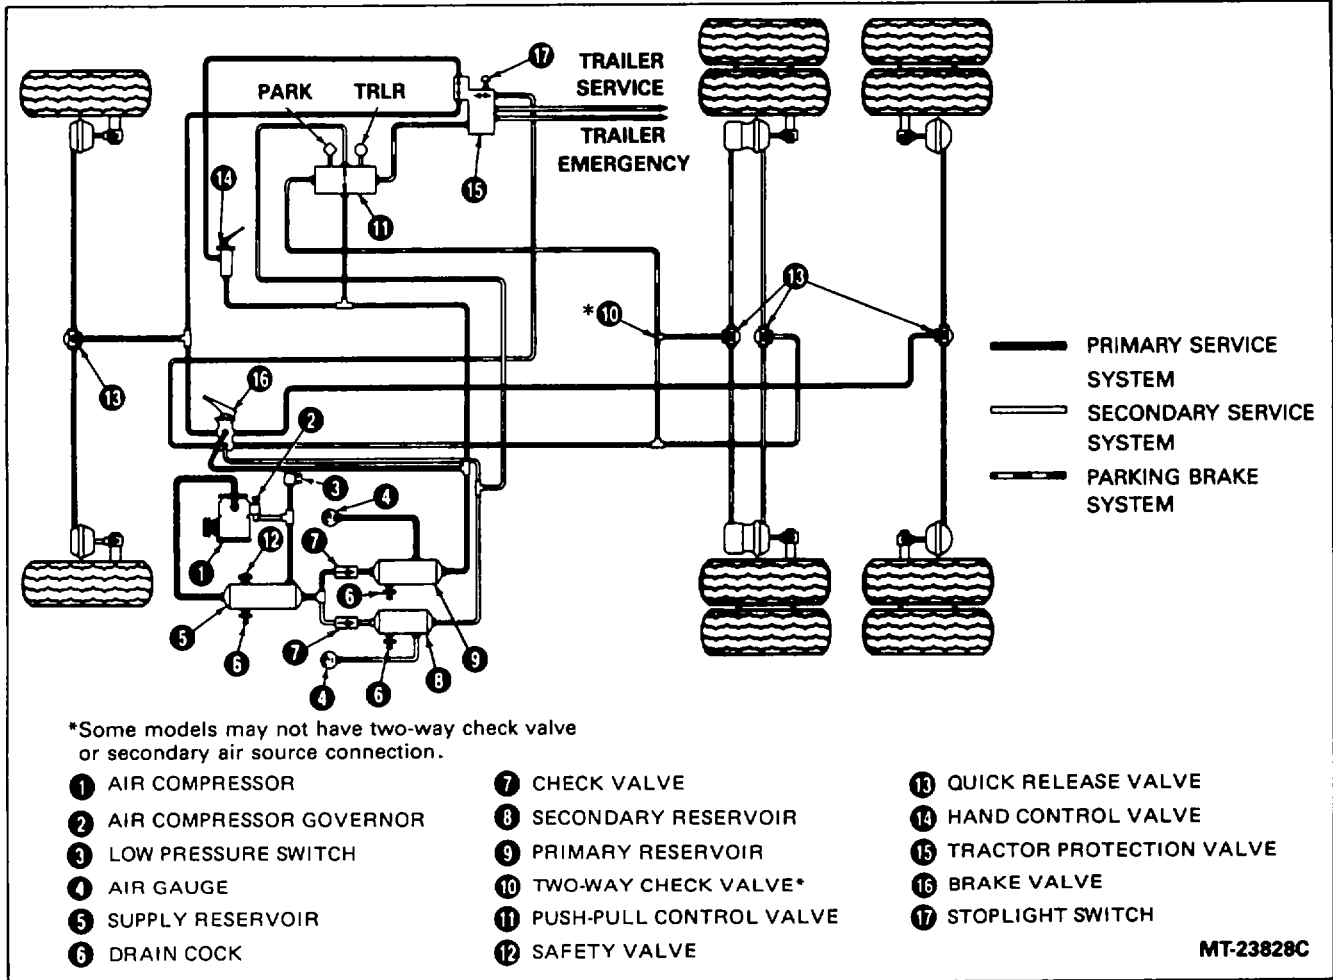 17
TRAILER
SERVICE
PARK TRLR
TRAILER
EMERGENCY
14
15
11
13
*10
PRIMARY SERVICE
SYSTEM
16
13
2
SECONDARY SERVICE
SYSTEM
3
4
PARKING BRAKE
SYSTEM
12
7
1
6
5
6
7
9
4
6
8
*Some models may not have two-way check valve
or secondary air source connection.
1 AIR COMPRESSOR
2 AIR COMPRESSOR GOVERNOR
3 LOW PRESSURE SWITCH
4 AIR GAUGE
5 SUPPLY RESERVOIR
6 DRAIN COCK
7 CHECK VALVE
8 SECONDARY RESERVOIR
9 PRIMARY RESERVOIR
10 TWO-WAY CHECK VALVE*
11 PUSH-PULL CONTROL VALVE
12 SAFETY VALVE
13 QUICK RELEASE VALVE
14 HAND CONTROL VALVE
15 TRACTOR PROTECTION VALVE
16 BRAKE VALVE
17 STOPLIGHT SWITCH
MT-23828C